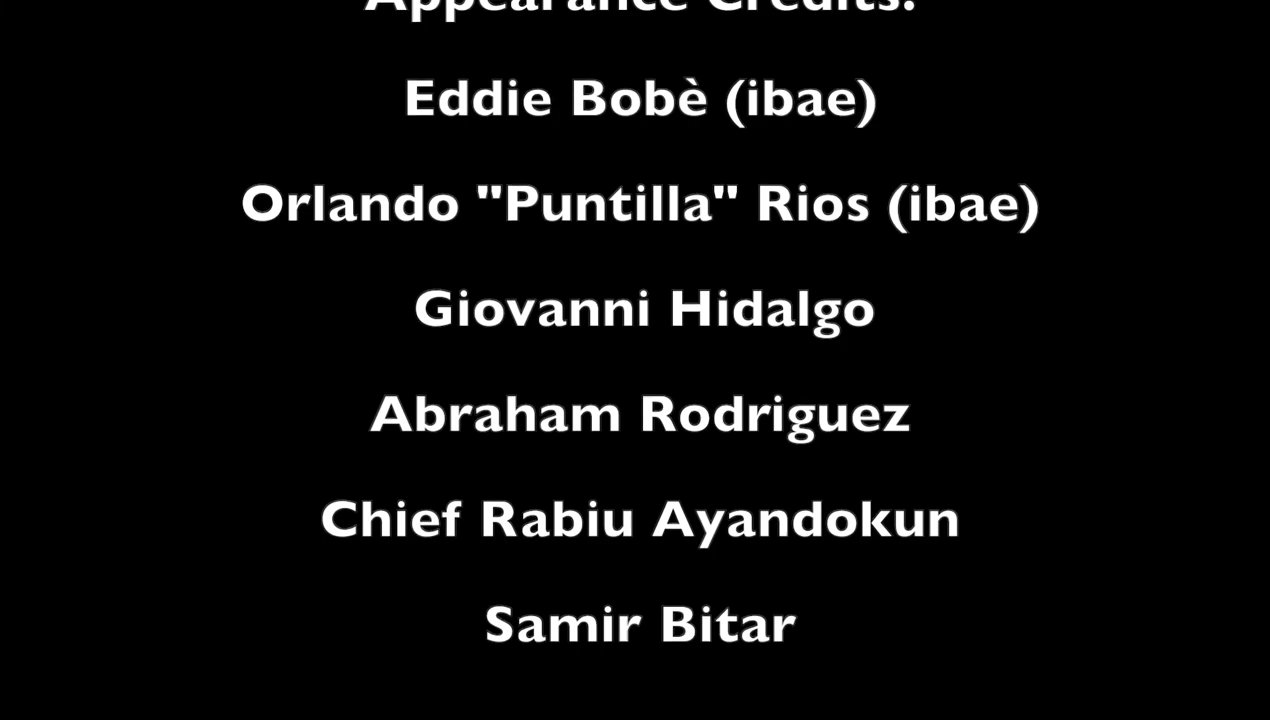 Appearance Credits:
Eddie Bobè (ibae)
Orlando "Puntilla" Rios (ibae)
Giovanni Hidalgo
Abraham Rodriguez
Chief Rabiu Ayandokun
Samir Bitar